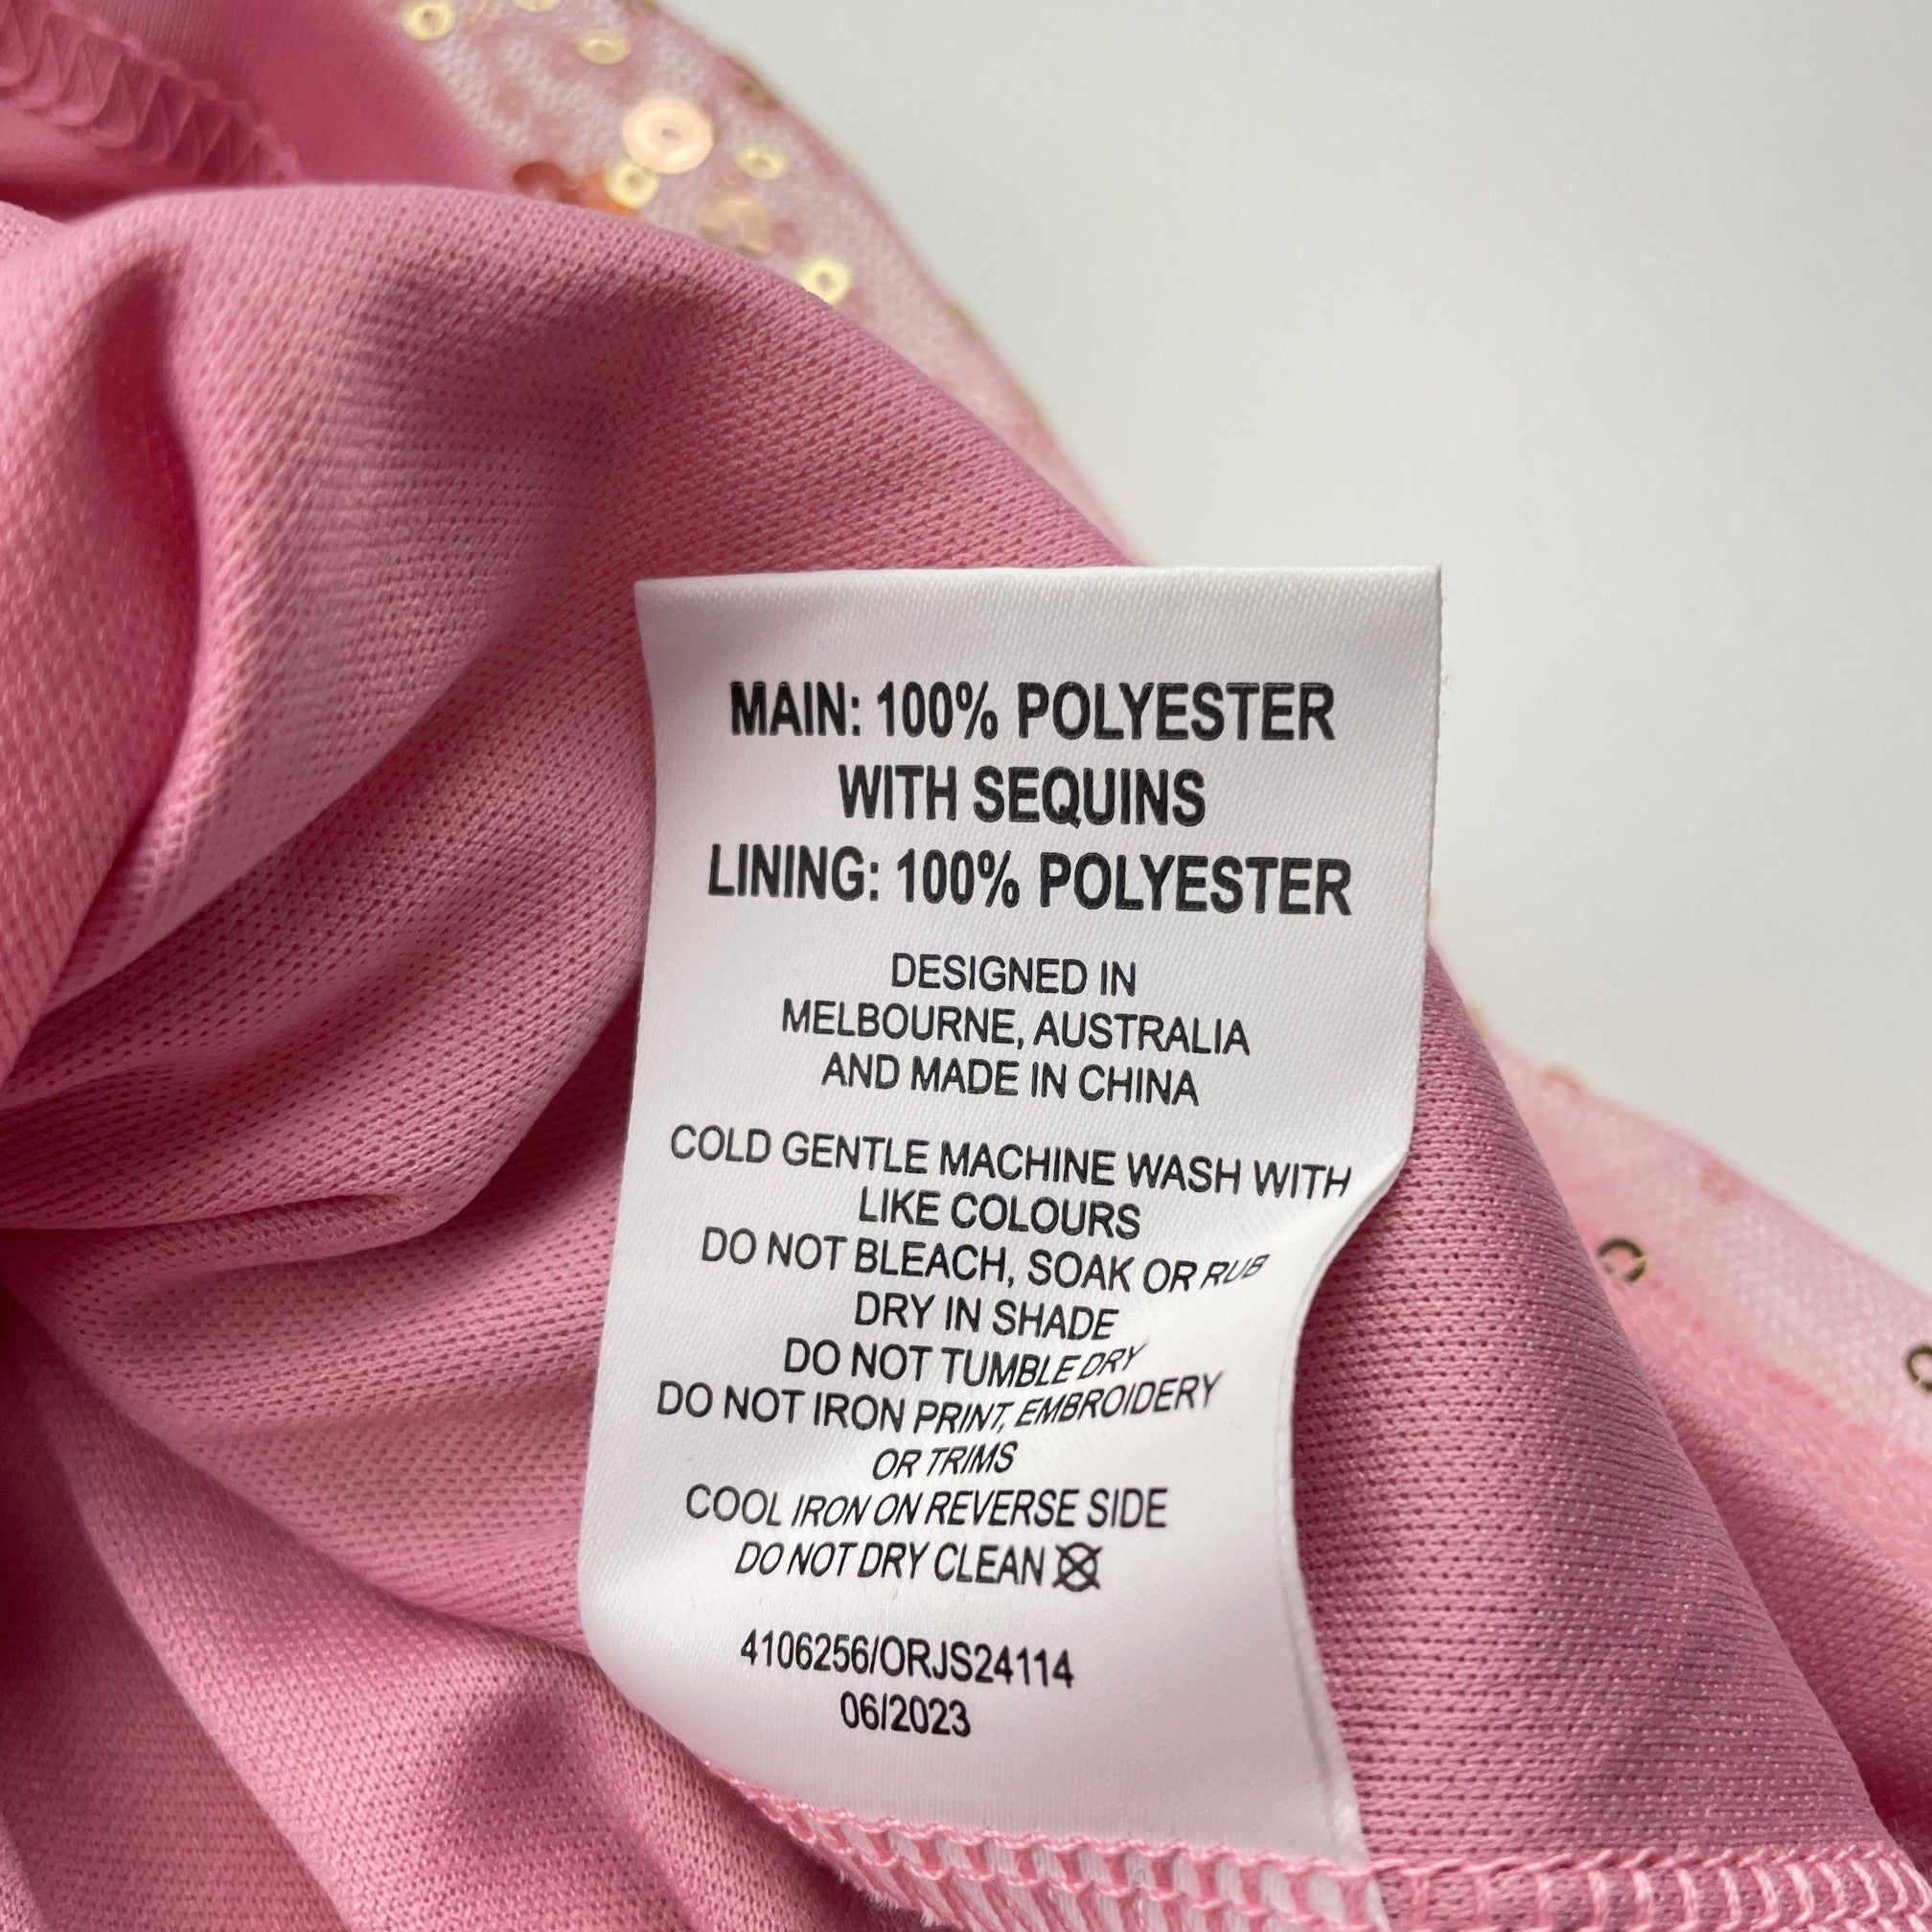 MAIN: 100% POLYESTER
WITH SEQUINS
LINING: 100% POLYESTER
DESIGNED IN
MELBOURNE, AUSTRALIA
AND MADE IN CHINA
COLD GENTLE MACHINE WASH WITH
LIKE COLOURS
DO NOT BLEACH, SOAK OR RUB
DRY IN SHADE
DO NOT TUMBLE DRY
DO NOT IRON PRINT, EMBROIDERY
OR TRIMS
COOL IRON ON REVERSE SIDE
DO NOT DRY CLEAN
4106256/ORJS24114
06/2023